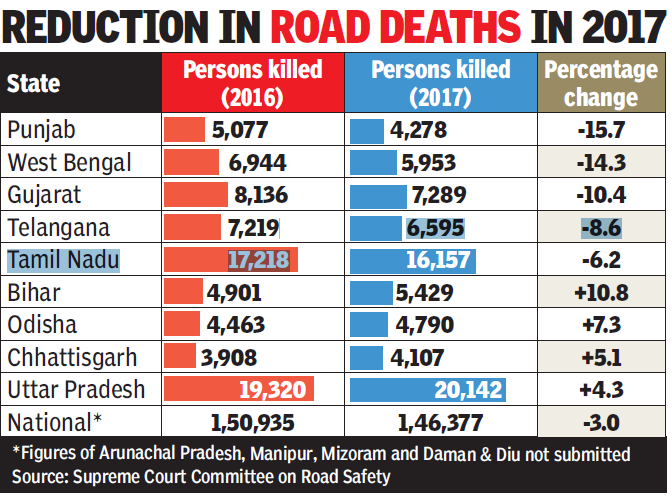 REDUCTION IN ROAD DEATHS IN 2017
State Persons killed (2016) Persons killed (2017) Percentage change
Punjab 5,077 4,278 -15.7
West Bengal 6,944 5,953 -14.3
Gujarat 8,136 7,289 -10.4
Telangana 7,219 6,595 -8.6
Tamil Nadu 17,218 16,157 -6.2
Bihar 4,901 5,429 +10.8
Odisha 4,463 4,790 +7.3
Chhattisgarh 3,908 4,107 +5.1
Uttar Pradesh 19,320 20,142 +4.3
National* 1,50,935 1,46,377 -3.0
*Figures of Arunachal Pradesh, Manipur, Mizoram and Daman & Diu not submitted
Source: Supreme Court Committee on Road Safety